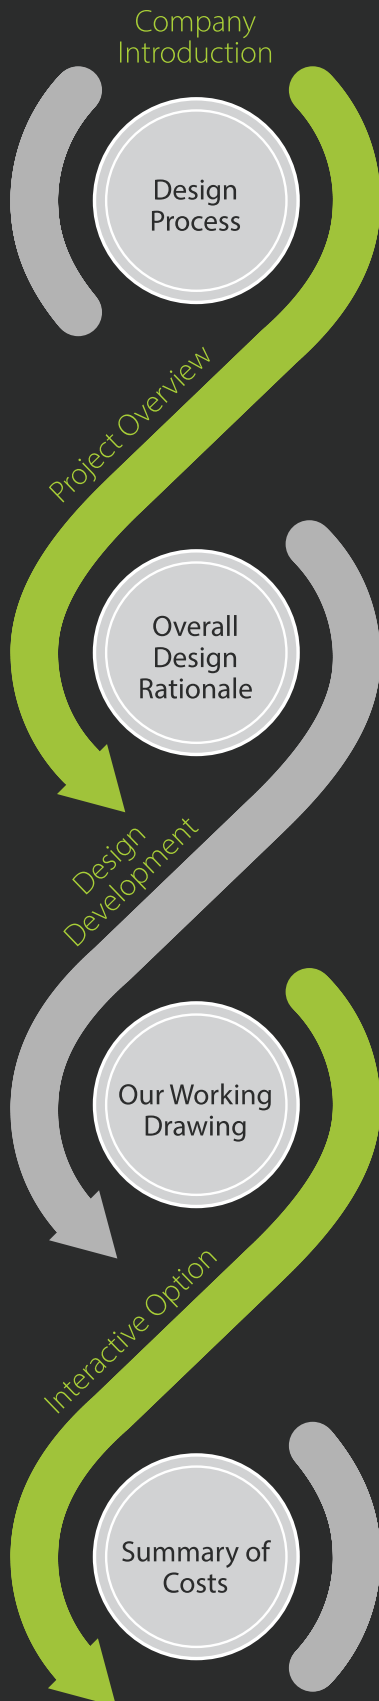 Company
Introduction
Design
Process
Project Overview
Overall
Design
Rationale
Design
Development
Our Working
Drawing
Interactive Option
Summary of
Costs